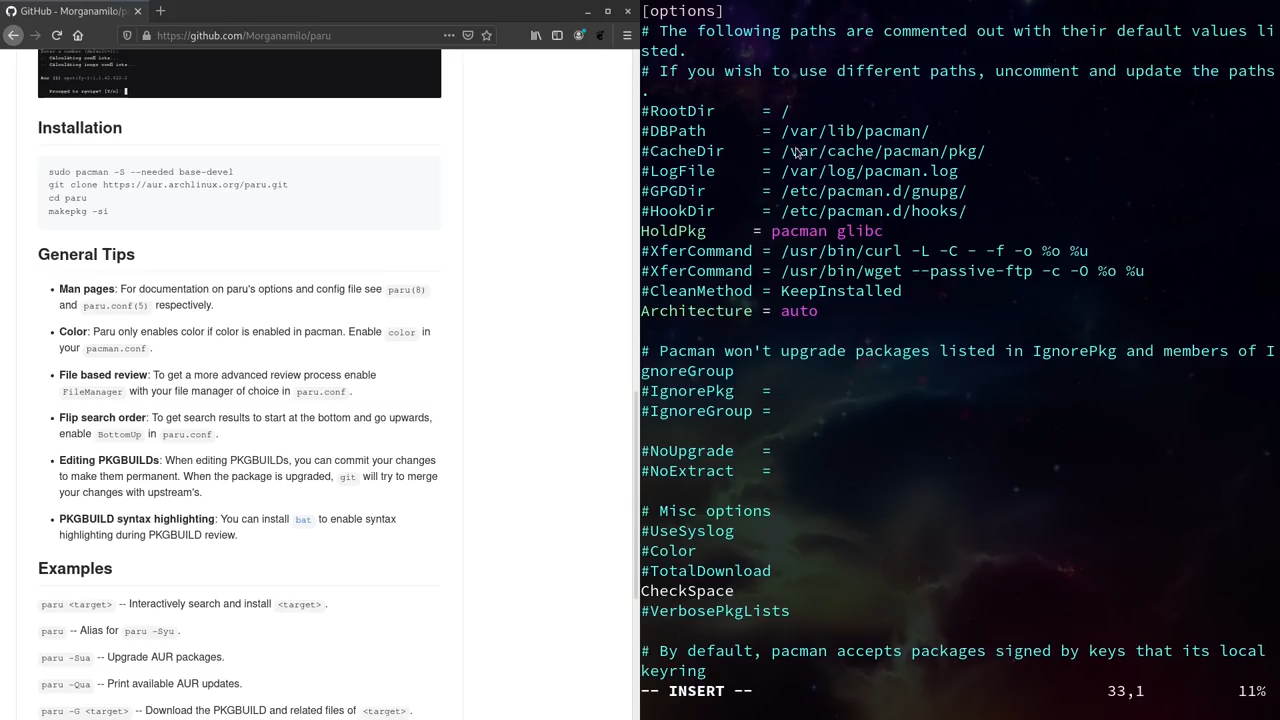 GitHub - Morganamilo/p
https://github.com/Morganamilo/paru
Enter a number (default=1):
:: Calculating conflicts...
:: Calculating inner conflicts...
:: Proceed to review? [Y/n]:
Installation
sudo pacman -S --needed base-devel
git clone https://aur.archlinux.org/paru.git
cd paru
makepkg -si
General Tips
• Man pages: For documentation on paru's options and config file see paru(8)
and paru.conf(5) respectively.
• Color: Paru only enables color if color is enabled in pacman. Enable color in
your pacman.conf.
• File based review: To get a more advanced review process enable
FileManager with your file manager of choice in paru.conf.
• Flip search order: To get search results to start at the bottom and go upwards,
enable BottomUp in paru.conf.
• Editing PKGBUILDs: When editing PKGBUILDs, you can commit your changes
to make them permanent. When the package is upgraded, git will try to merge
your changes with upstream's.
• PKGBUILD syntax highlighting: You can install bat to enable syntax
highlighting during PKGBUILD review.
Examples
paru <target> -- Interactively search and install <target>.
paru -- Alias for paru -Syu.
paru -Sua -- Upgrade AUR packages.
paru -Qua -- Print available AUR updates.
paru -G <target> -- Download the PKGBUILD and related files of <target>.
[options]
# The following paths are commented out with their default values li
sted.
# If you wish to use different paths, uncomment and update the paths
.
#RootDir     = /
#DBPath      = /var/lib/pacman/
#CacheDir    = /var/cache/pacman/pkg/
#LogFile     = /var/log/pacman.log
#GPGDir      = /etc/pacman.d/gnupg/
#HookDir     = /etc/pacman.d/hooks/
HoldPkg     = pacman glibc
#XferCommand = /usr/bin/curl -L -C - -f -o %o %u
#XferCommand = /usr/bin/wget --passive-ftp -c -O %o %u
#CleanMethod = KeepInstalled
Architecture = auto
# Pacman won't upgrade packages listed in IgnorePkg and members of I
gnoreGroup
#IgnorePkg   =
#IgnoreGroup =
#NoUpgrade   =
#NoExtract   =
# Misc options
#UseSyslog
#Color
#TotalDownload
CheckSpace
#VerbosePkgLists
# By default, pacman accepts packages signed by keys that its local
keyring
-- INSERT -- 33,1 11%